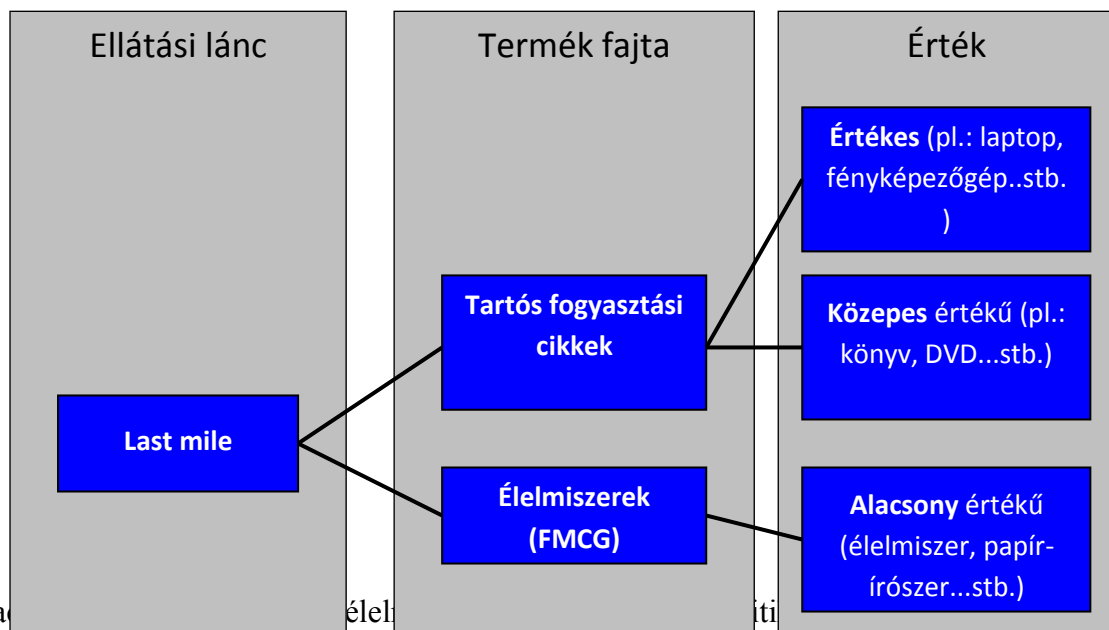 Ellátási lánc
Termék fajta
Érték
Értékes (pl.: laptop,
fényképezőgép..stb.
)
Tartós fogyasztási
cikkek
Közepes értékű (pl.:
könyv, DVD...stb.)
Last mile
Élelmiszerek
(FMCG)
Alacsony értékű
(élelmiszer, papír-
írószer...stb.)